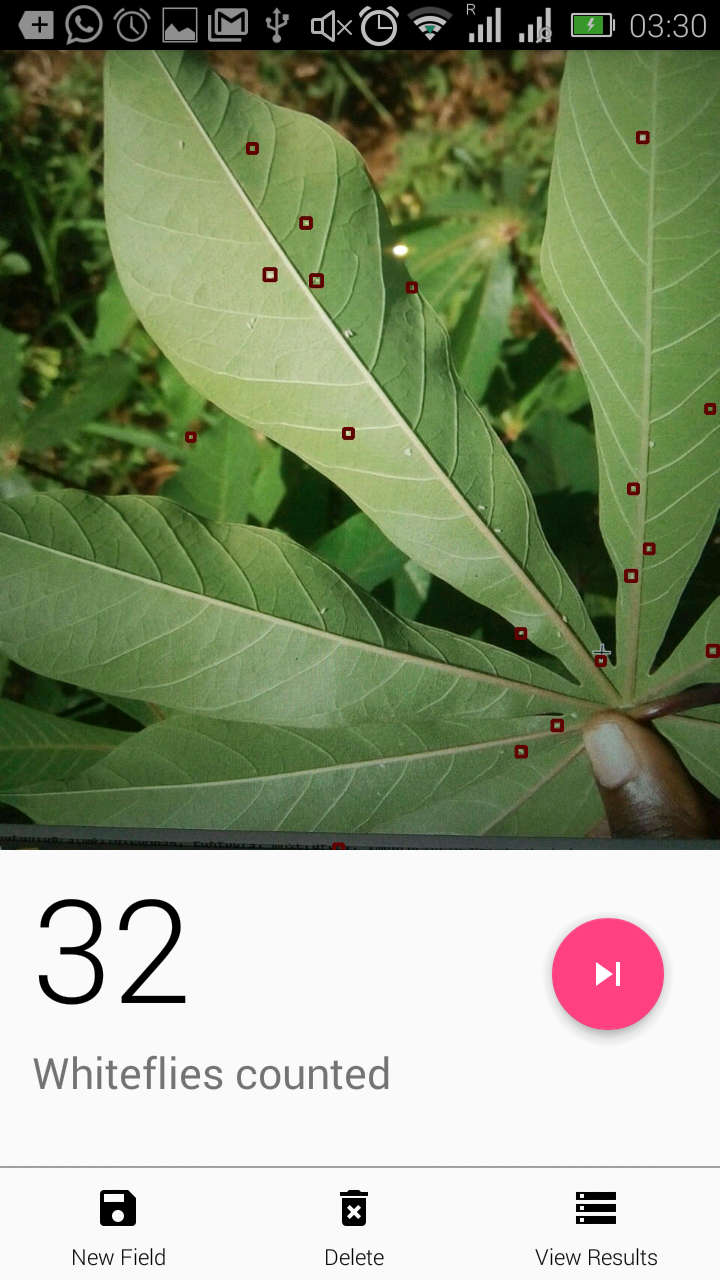 R
03:30
32
Whiteflies counted
New Field
Delete
View Results